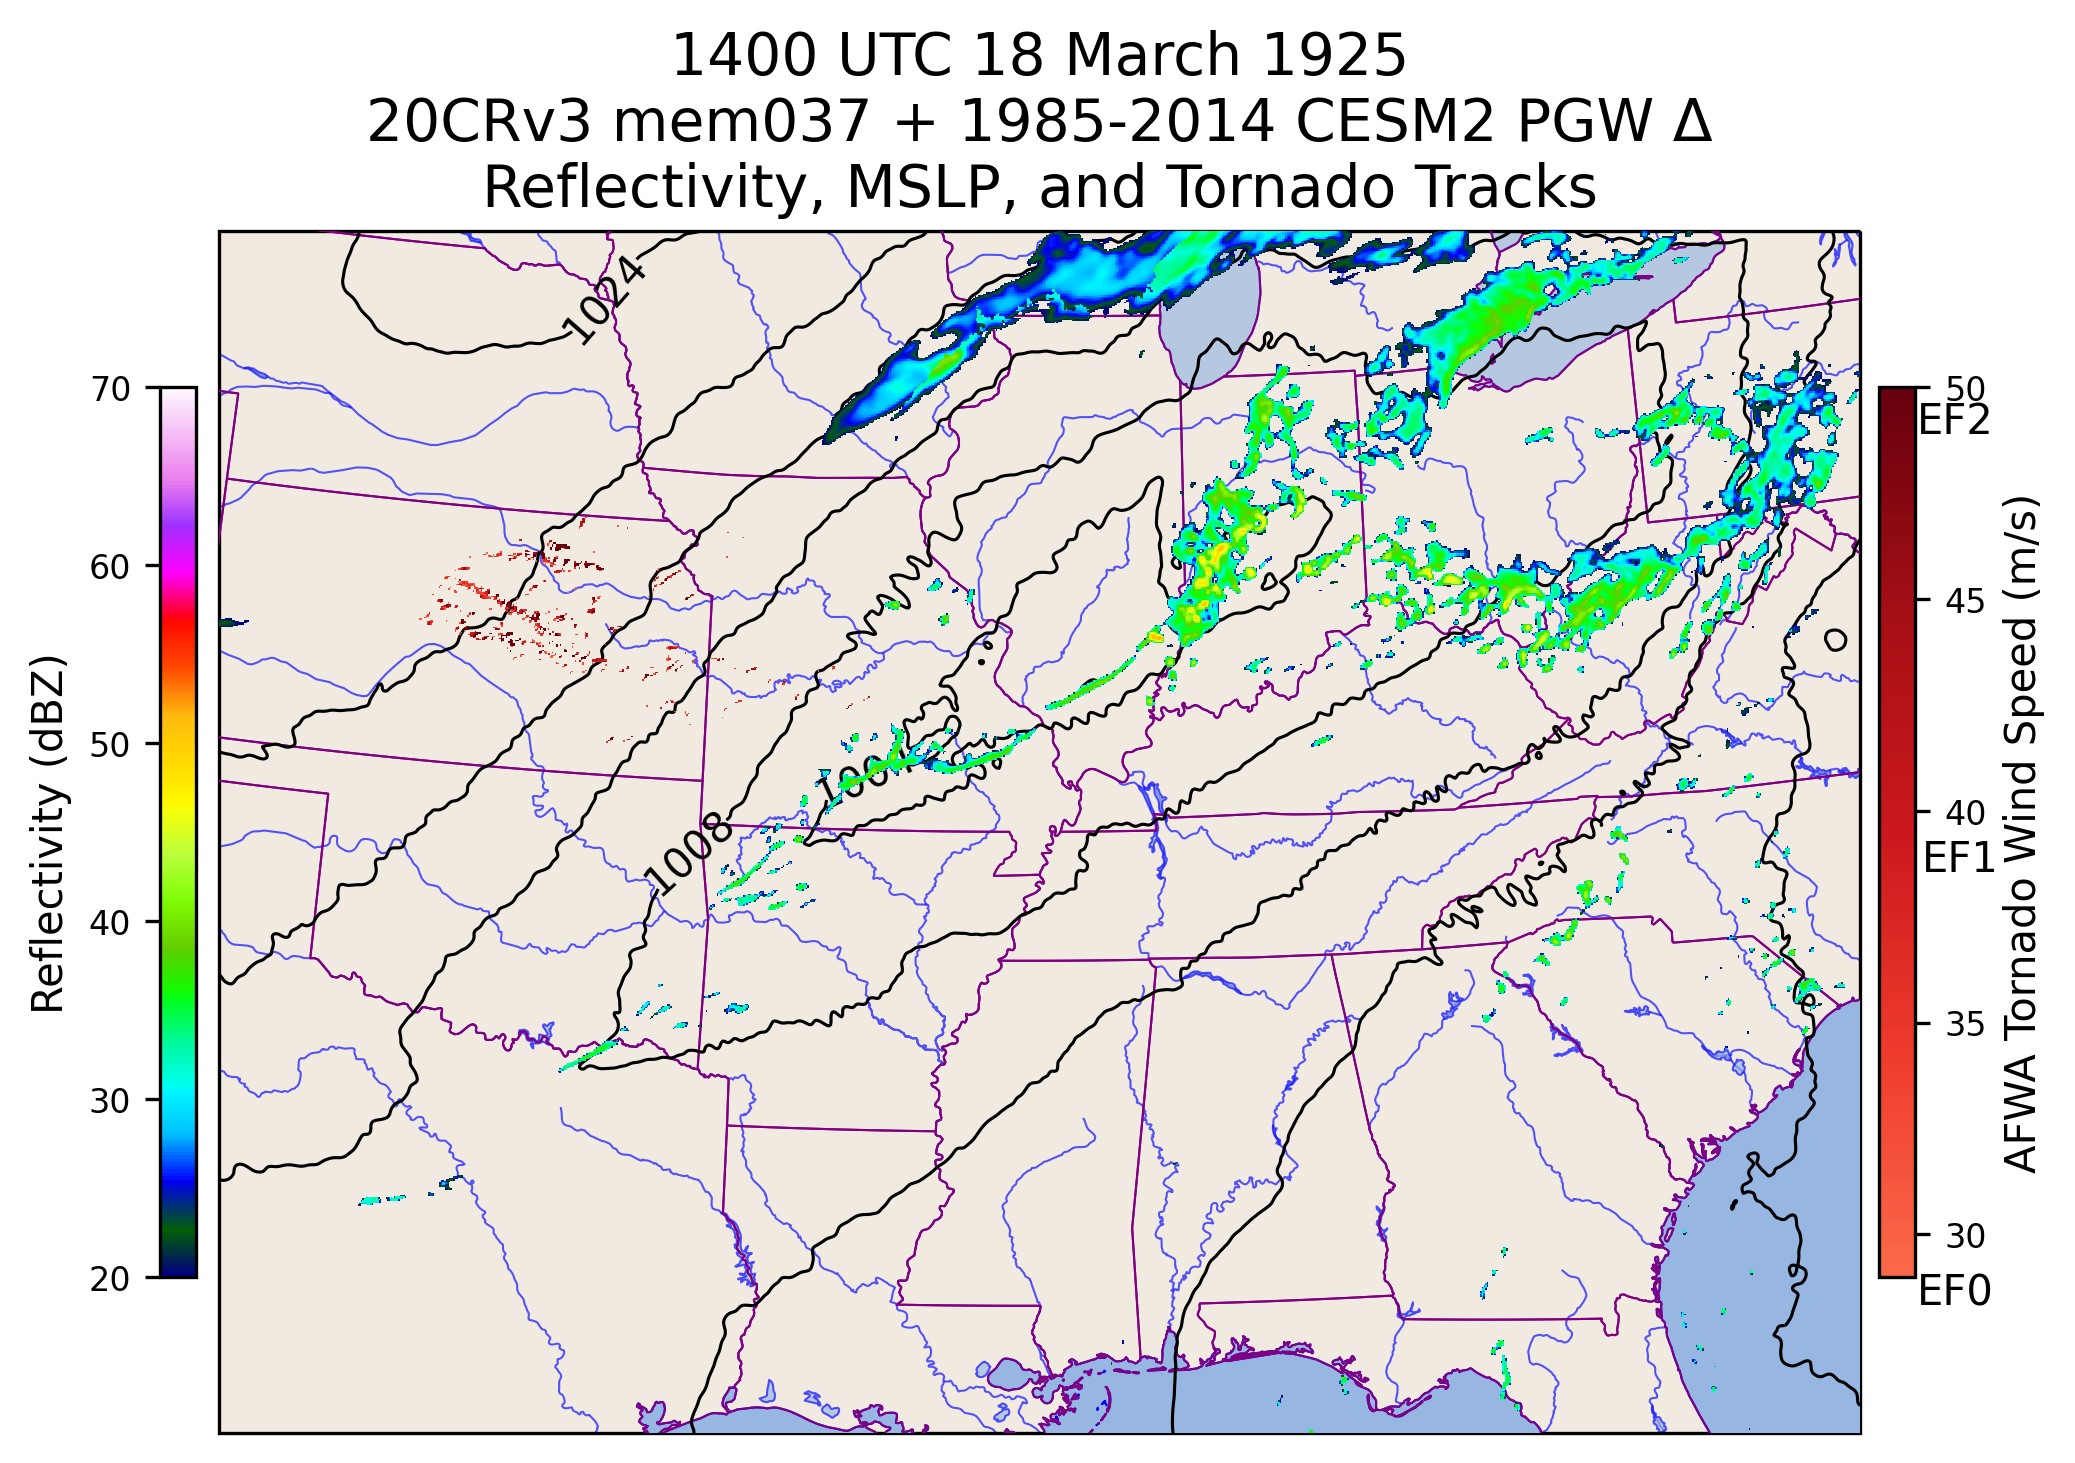 1400 UTC 18 March 1925
20CRv3 mem037 + 1985-2014 CESM2 PGW Δ
Reflectivity, MSLP, and Tornado Tracks
1024
1008
70
60
50
40
30
20
Reflectivity (dBZ)
50
EF2
45
40
EF1
35
30
EF0
AFWA Tornado Wind Speed (m/s)